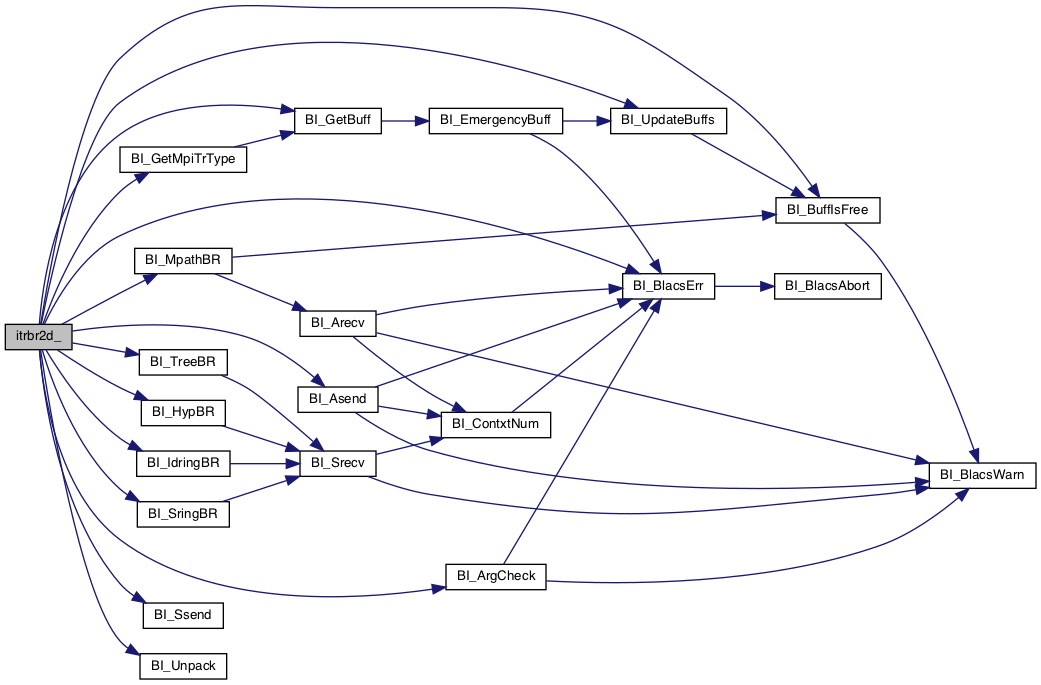 BI_GetBuff
BI_EmergencyBuff
BI_UpdateBuffs
BI_GetMpiTrType
BI_BuffIsFree
BI_MpathBR
BI_BlacsErr
BI_BlacsAbort
BI_Arecv
itrbr2d_
BI_TreeBR
BI_Asend
BI_HypBR
BI_ContxtNum
BI_IdringBR
BI_Srecv
BI_BlacsWarn
BI_SringBR
BI_ArgCheck
BI_Ssend
BI_Unpack